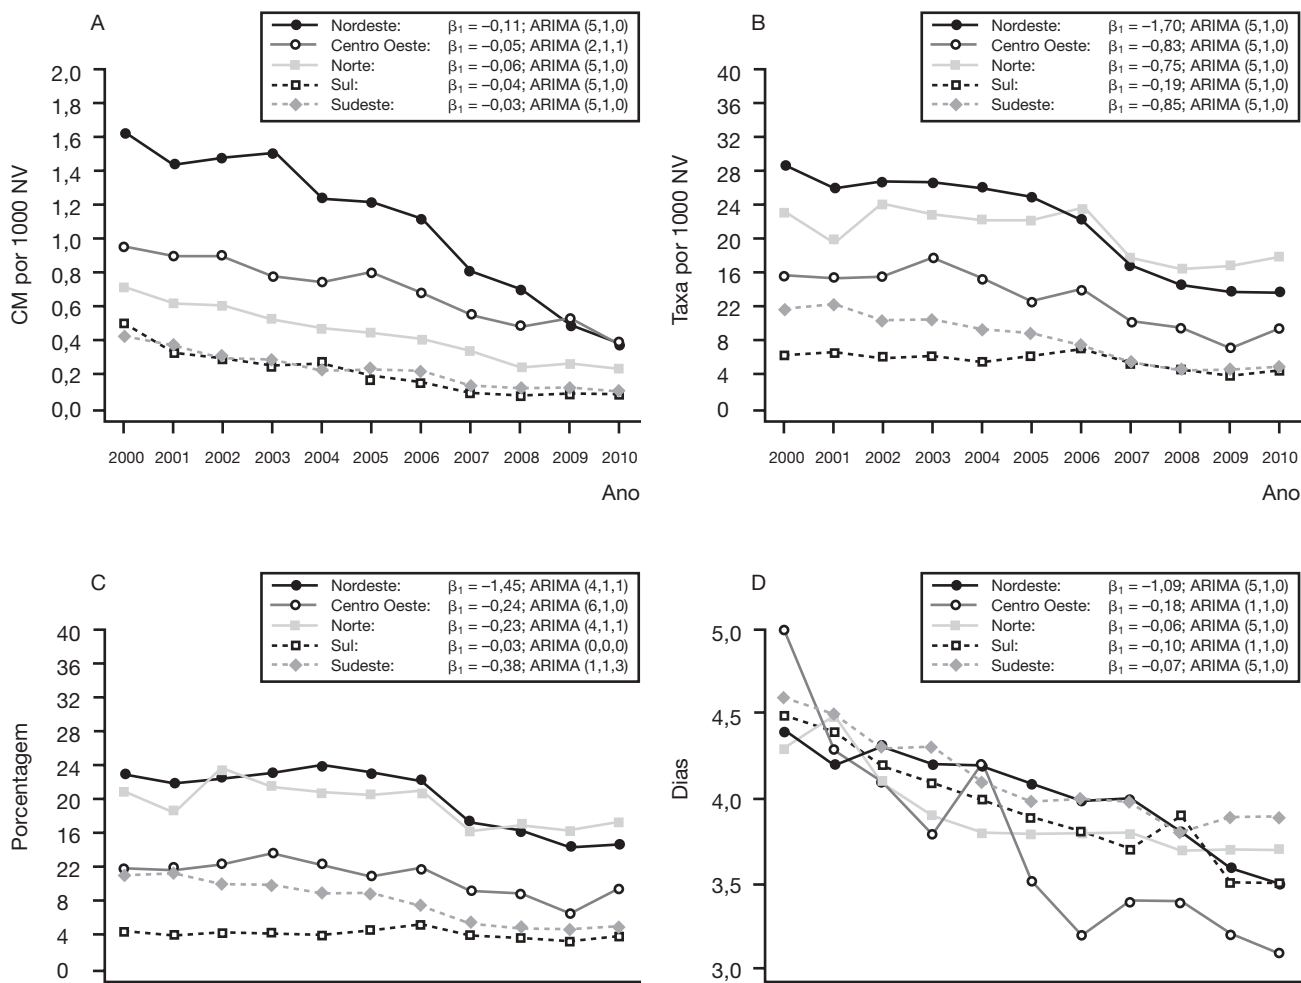 A
Nordeste: β1 = –0,11; ARIMA (5,1,0)
Centro Oeste: β1 = –0,05; ARIMA (2,1,1)
Norte: β1 = –0,06; ARIMA (5,1,0)
Sul: β1 = –0,04; ARIMA (5,1,0)
Sudeste: β1 = –0,03; ARIMA (5,1,0)
CM por 1000 NV
2,0
1,8
1,6
1,4
1,2
1,0
0,8
0,6
0,4
0,2
0,0
2000 2001 2002 2003 2004 2005 2006 2007 2008 2009 2010
Ano
B
Nordeste: β1 = –1,70; ARIMA (5,1,0)
Centro Oeste: β1 = –0,83; ARIMA (5,1,0)
Norte: β1 = –0,75; ARIMA (5,1,0)
Sul: β1 = –0,19; ARIMA (5,1,0)
Sudeste: β1 = –0,85; ARIMA (5,1,0)
Taxa por 1000 NV
40
36
32
28
24
20
16
22
8
4
0
2000 2001 2002 2003 2004 2005 2006 2007 2008 2009 2010
Ano
C
Nordeste: β1 = –1,45; ARIMA (4,1,1)
Centro Oeste: β1 = –0,24; ARIMA (6,1,0)
Norte: β1 = –0,23; ARIMA (4,1,1)
Sul: β1 = –0,03; ARIMA (0,0,0)
Sudeste: β1 = –0,38; ARIMA (1,1,3)
Porcentagem
40
36
32
28
24
20
16
22
8
4
0
D
Nordeste: β1 = –1,09; ARIMA (5,1,0)
Centro Oeste: β1 = –0,18; ARIMA (1,1,0)
Norte: β1 = –0,06; ARIMA (5,1,0)
Sul: β1 = –0,10; ARIMA (1,1,0)
Sudeste: β1 = –0,07; ARIMA (5,1,0)
Dias
5,0
4,5
4,0
3,5
3,0